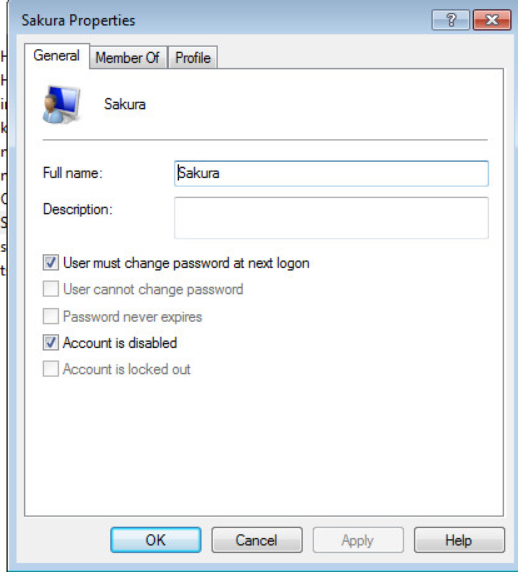 Sakura Properties
General Member Of Profile
Sakura
Full name: Sakura
Description:
User must change password at next logon
User cannot change password
Password never expires
Account is disabled
Account is locked out
OK Cancel Apply Help